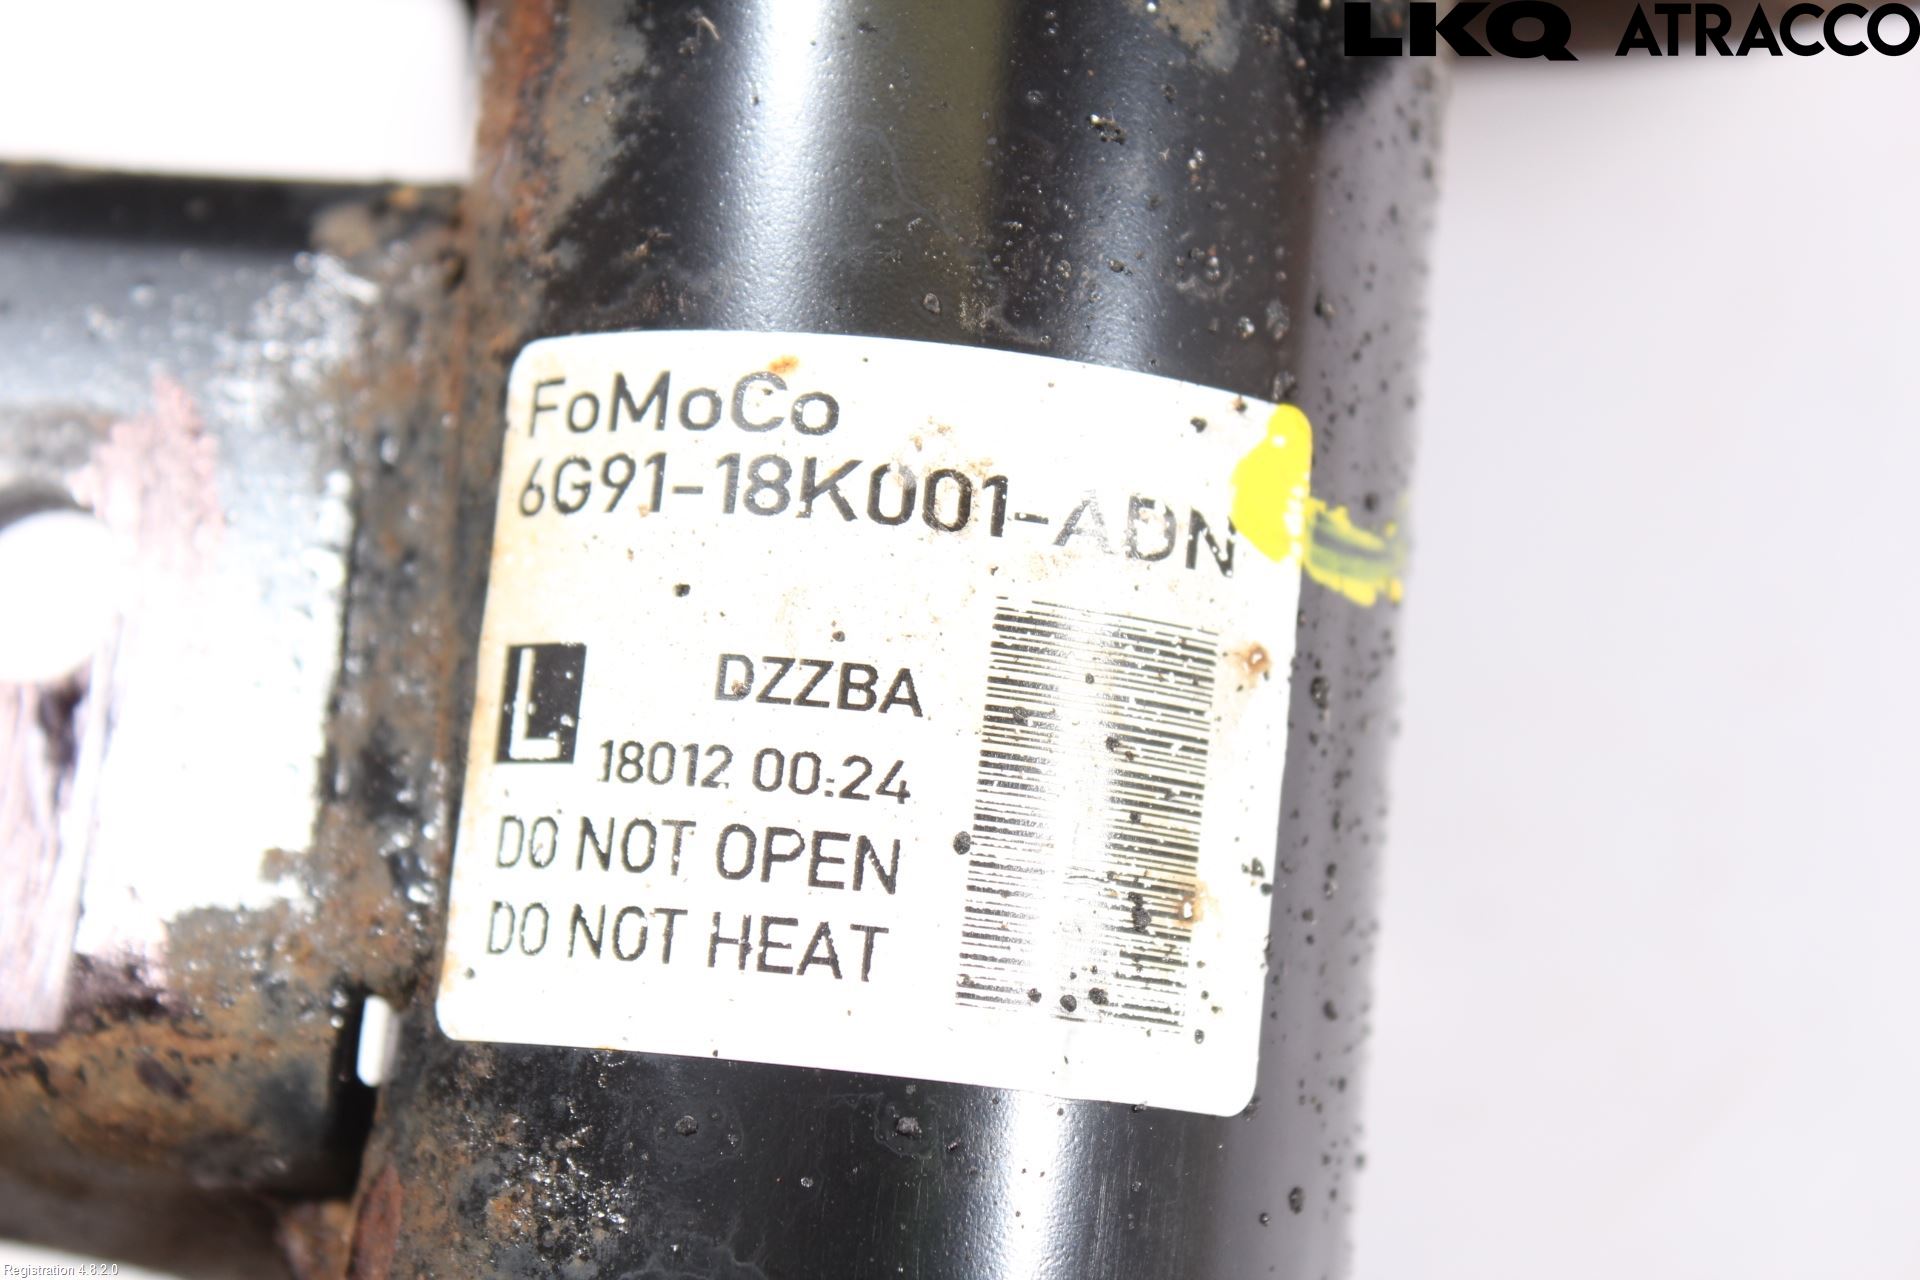 LKQ ATRACCO
FoMoCo
6G91-18K001-ADN
L
DZZBA
18012 00:24
DO NOT OPEN
DO NOT HEAT
Registration 4.8.2.0